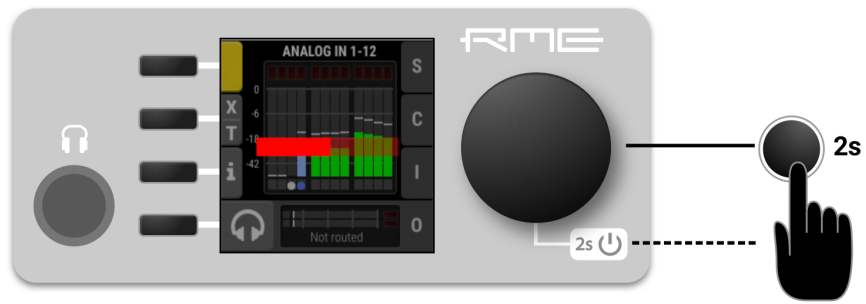 RME
ANALOG IN 1-12
S
0
X
-6
C
T
-18
2s
i
-42
I
Not routed
O
2s